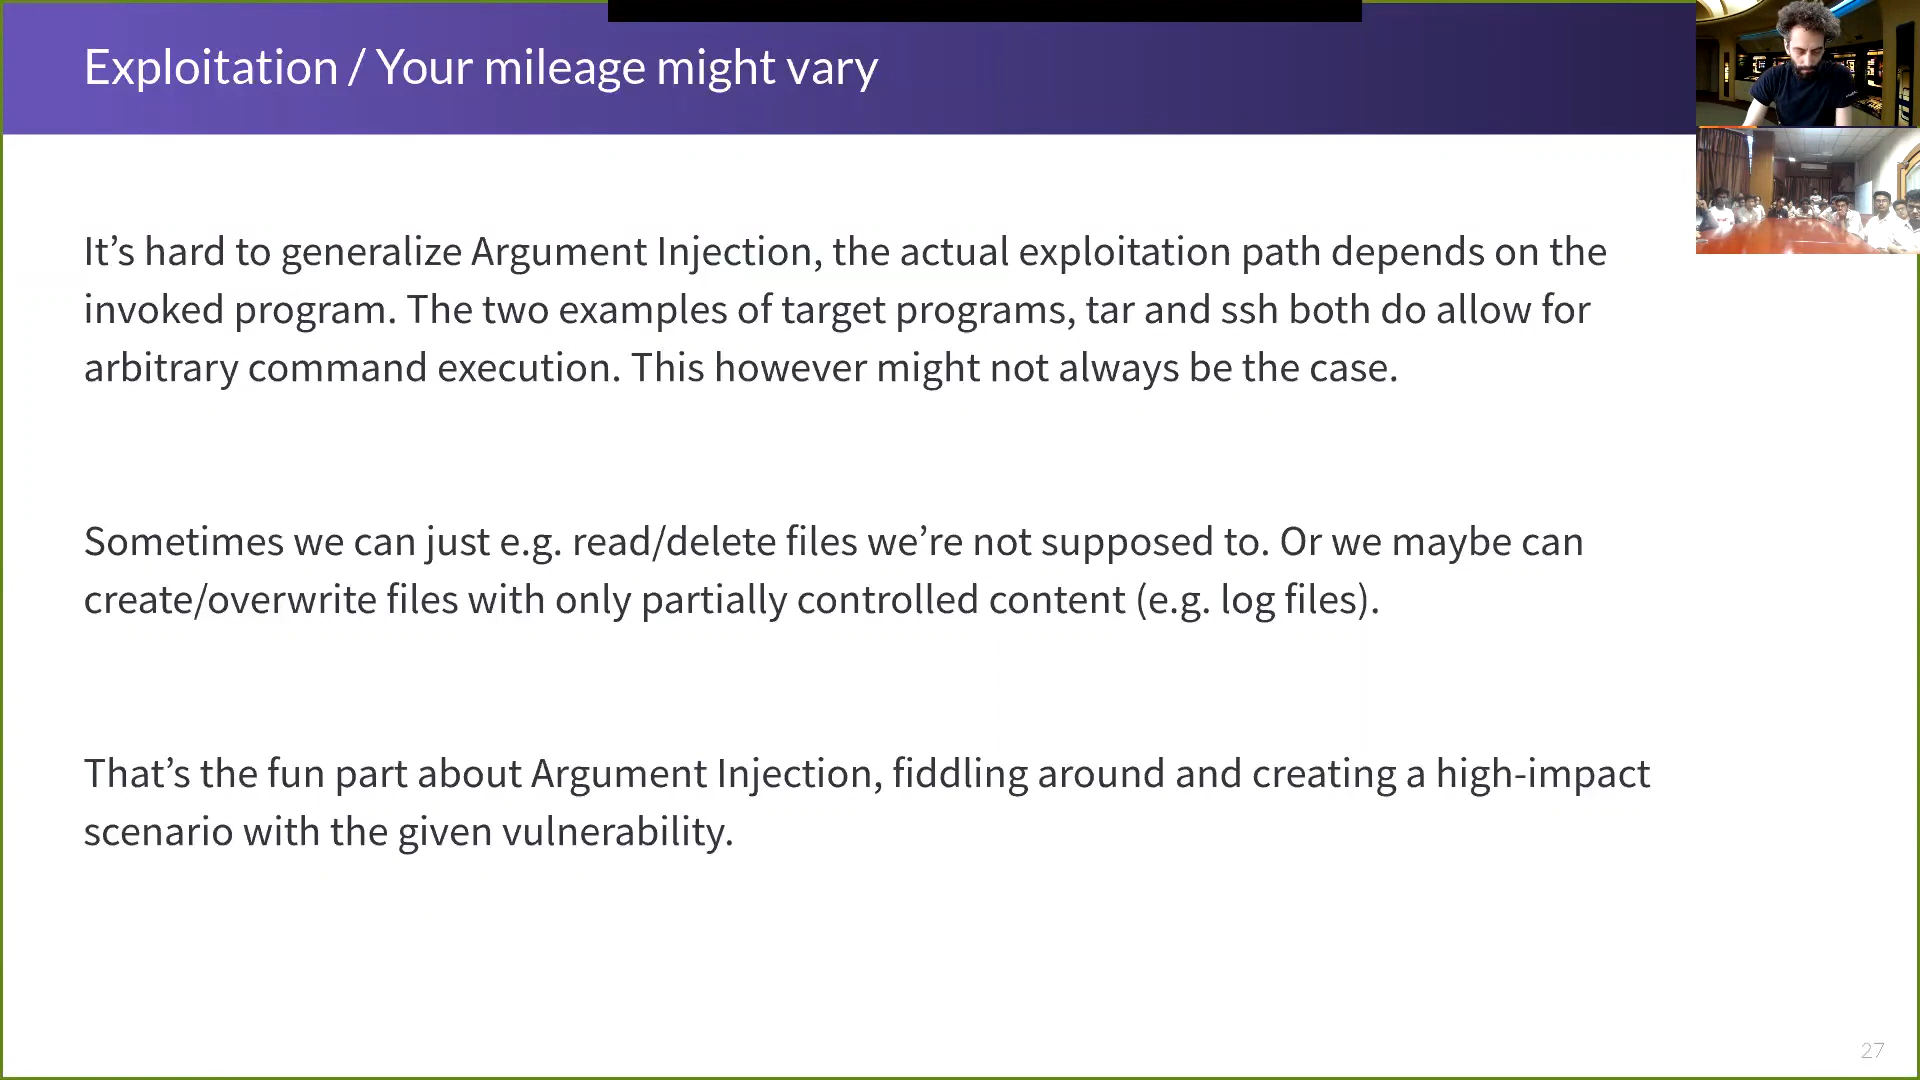 Exploitation / Your mileage might vary
It’s hard to generalize Argument Injection, the actual exploitation path depends on the
invoked program. The two examples of target programs, tar and ssh both do allow for
arbitrary command execution. This however might not always be the case.
Sometimes we can just e.g. read/delete files we’re not supposed to. Or we maybe can
create/overwrite files with only partially controlled content (e.g. log files).
That’s the fun part about Argument Injection, fiddling around and creating a high-impact
scenario with the given vulnerability.
27